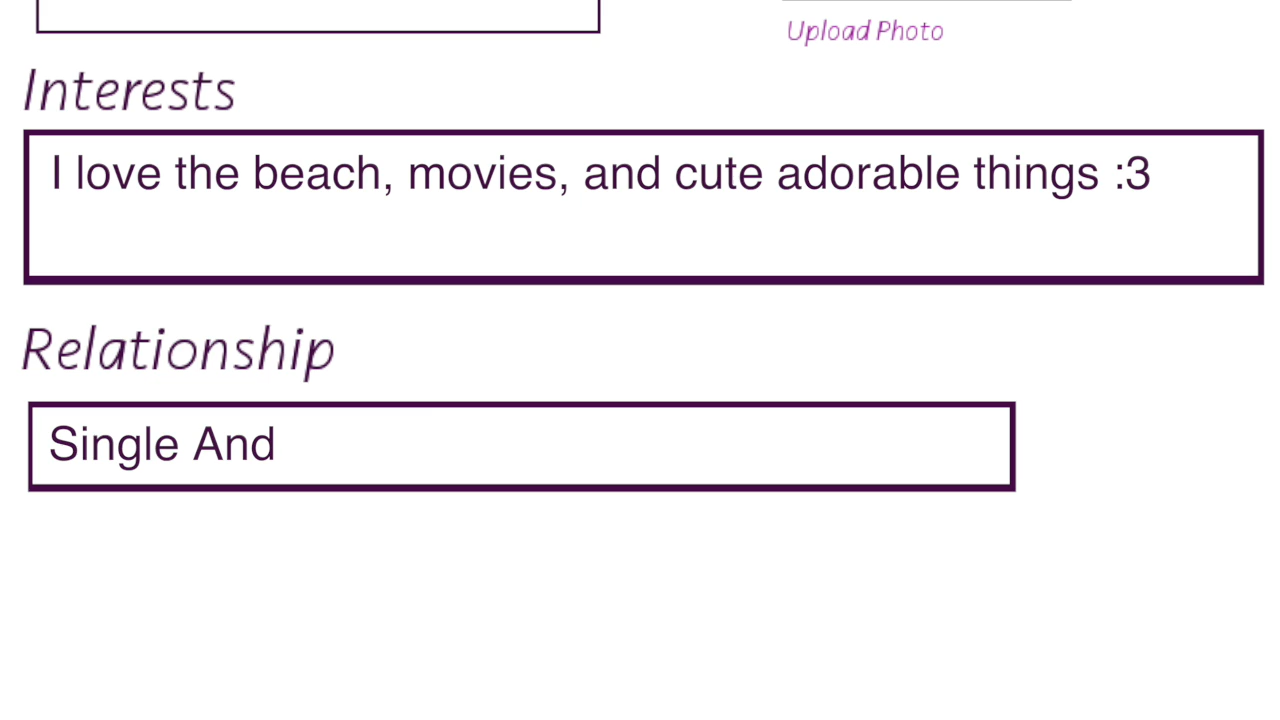 Upload Photo
Interests
I love the beach, movies, and cute adorable things :3
Relationship
Single And